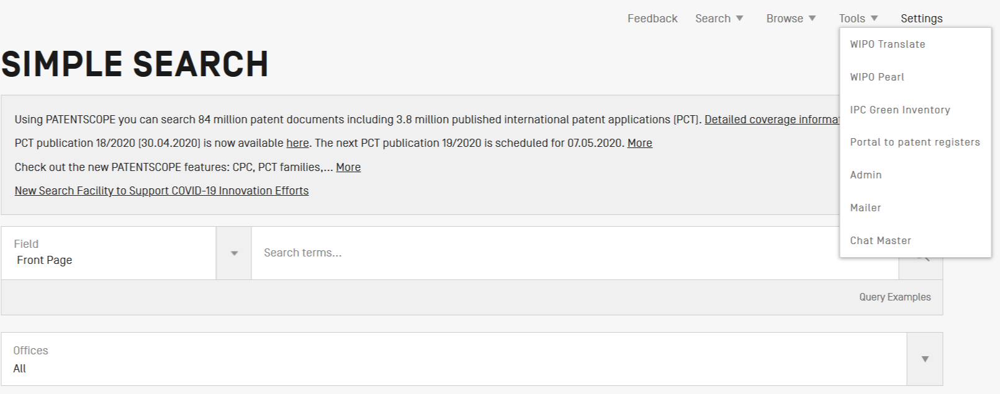 Feedback Search Browse Tools Settings
WIPO Translate
WIPO Pearl
IPC Green Inventory
Portal to patent registers
Admin
Mailer
Chat Master
SIMPLE SEARCH
Using PATENTSCOPE you can search 84 million patent documents including 3.8 million published international patent applications (PCT). Detailed coverage informa
PCT publication 18/2020 (30.04.2020) is now available here. The next PCT publication 19/2020 is scheduled for 07.05.2020. More
Check out the new PATENTSCOPE features: CPC, PCT families,... More
New Search Facility to Support COVID-19 Innovation Efforts
Field
Front Page
Search terms...
Query Examples
Offices
All